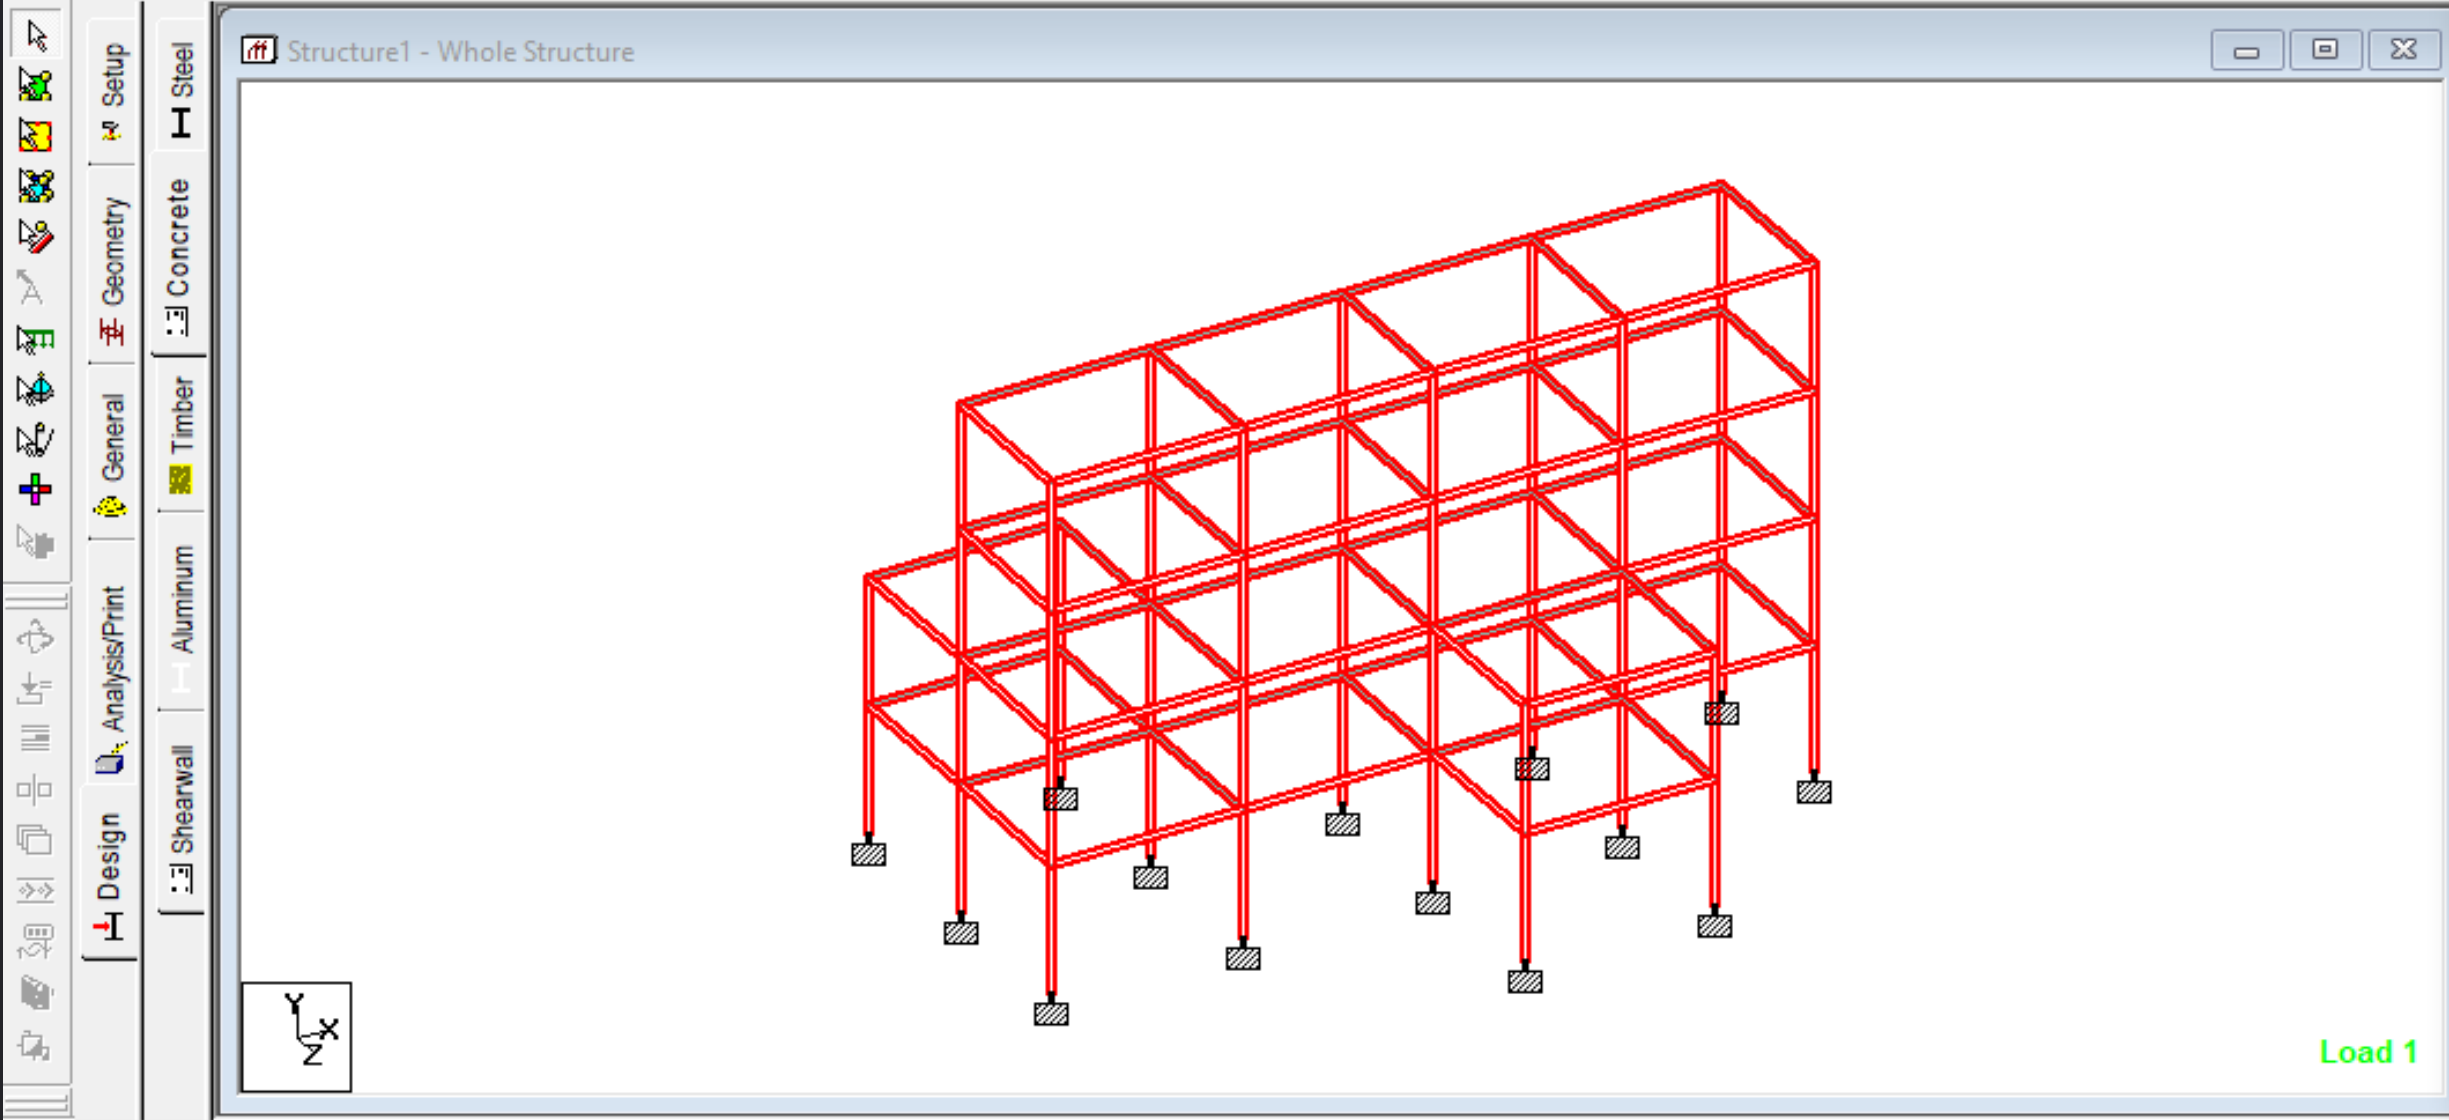 Structure1 - Whole Structure
Setup
Geometry
General
Analysis/Print
Design
Steel
Concrete
Timber
Aluminum
Shearwall
Y
X
Z
Load 1